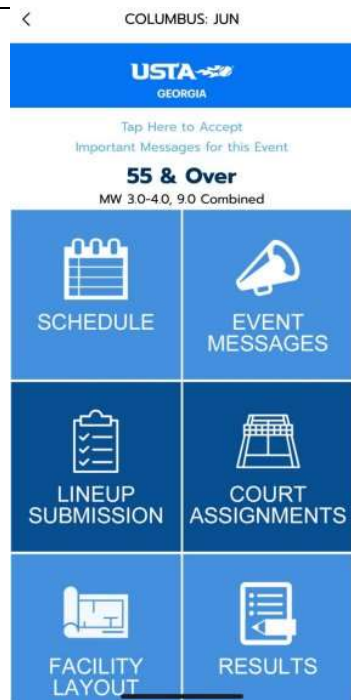 COLUMBUS: JUN
USTA
GEORGIA
Tap Here to Accept
Important Messages for this Event
55 & Over
MW 3.0-4.0, 9.0 Combined
SCHEDULE
EVENT
MESSAGES
LINEUP
SUBMISSION
COURT
ASSIGNMENTS
FACILITY
LAYOUT
RESULTS